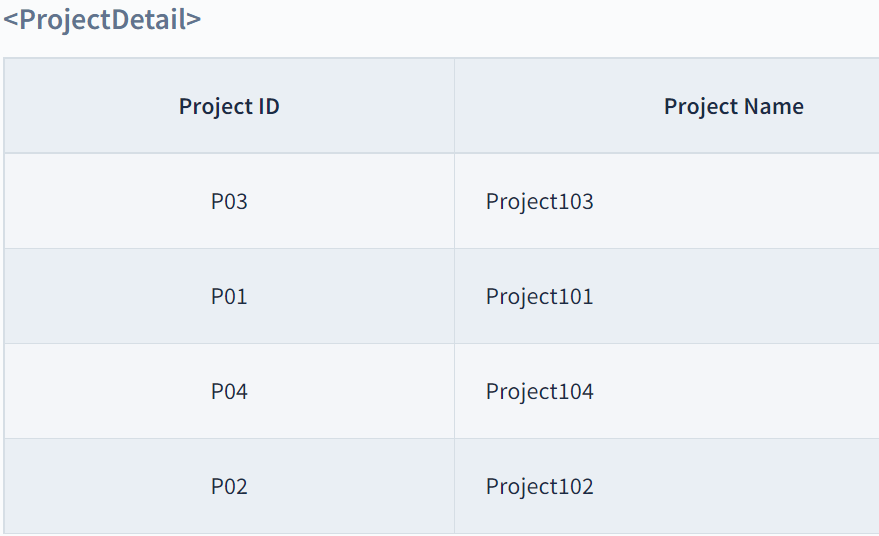 <ProjectDetail>
Project ID Project Name
P03 Project103
P01 Project101
P04 Project104
P02 Project102